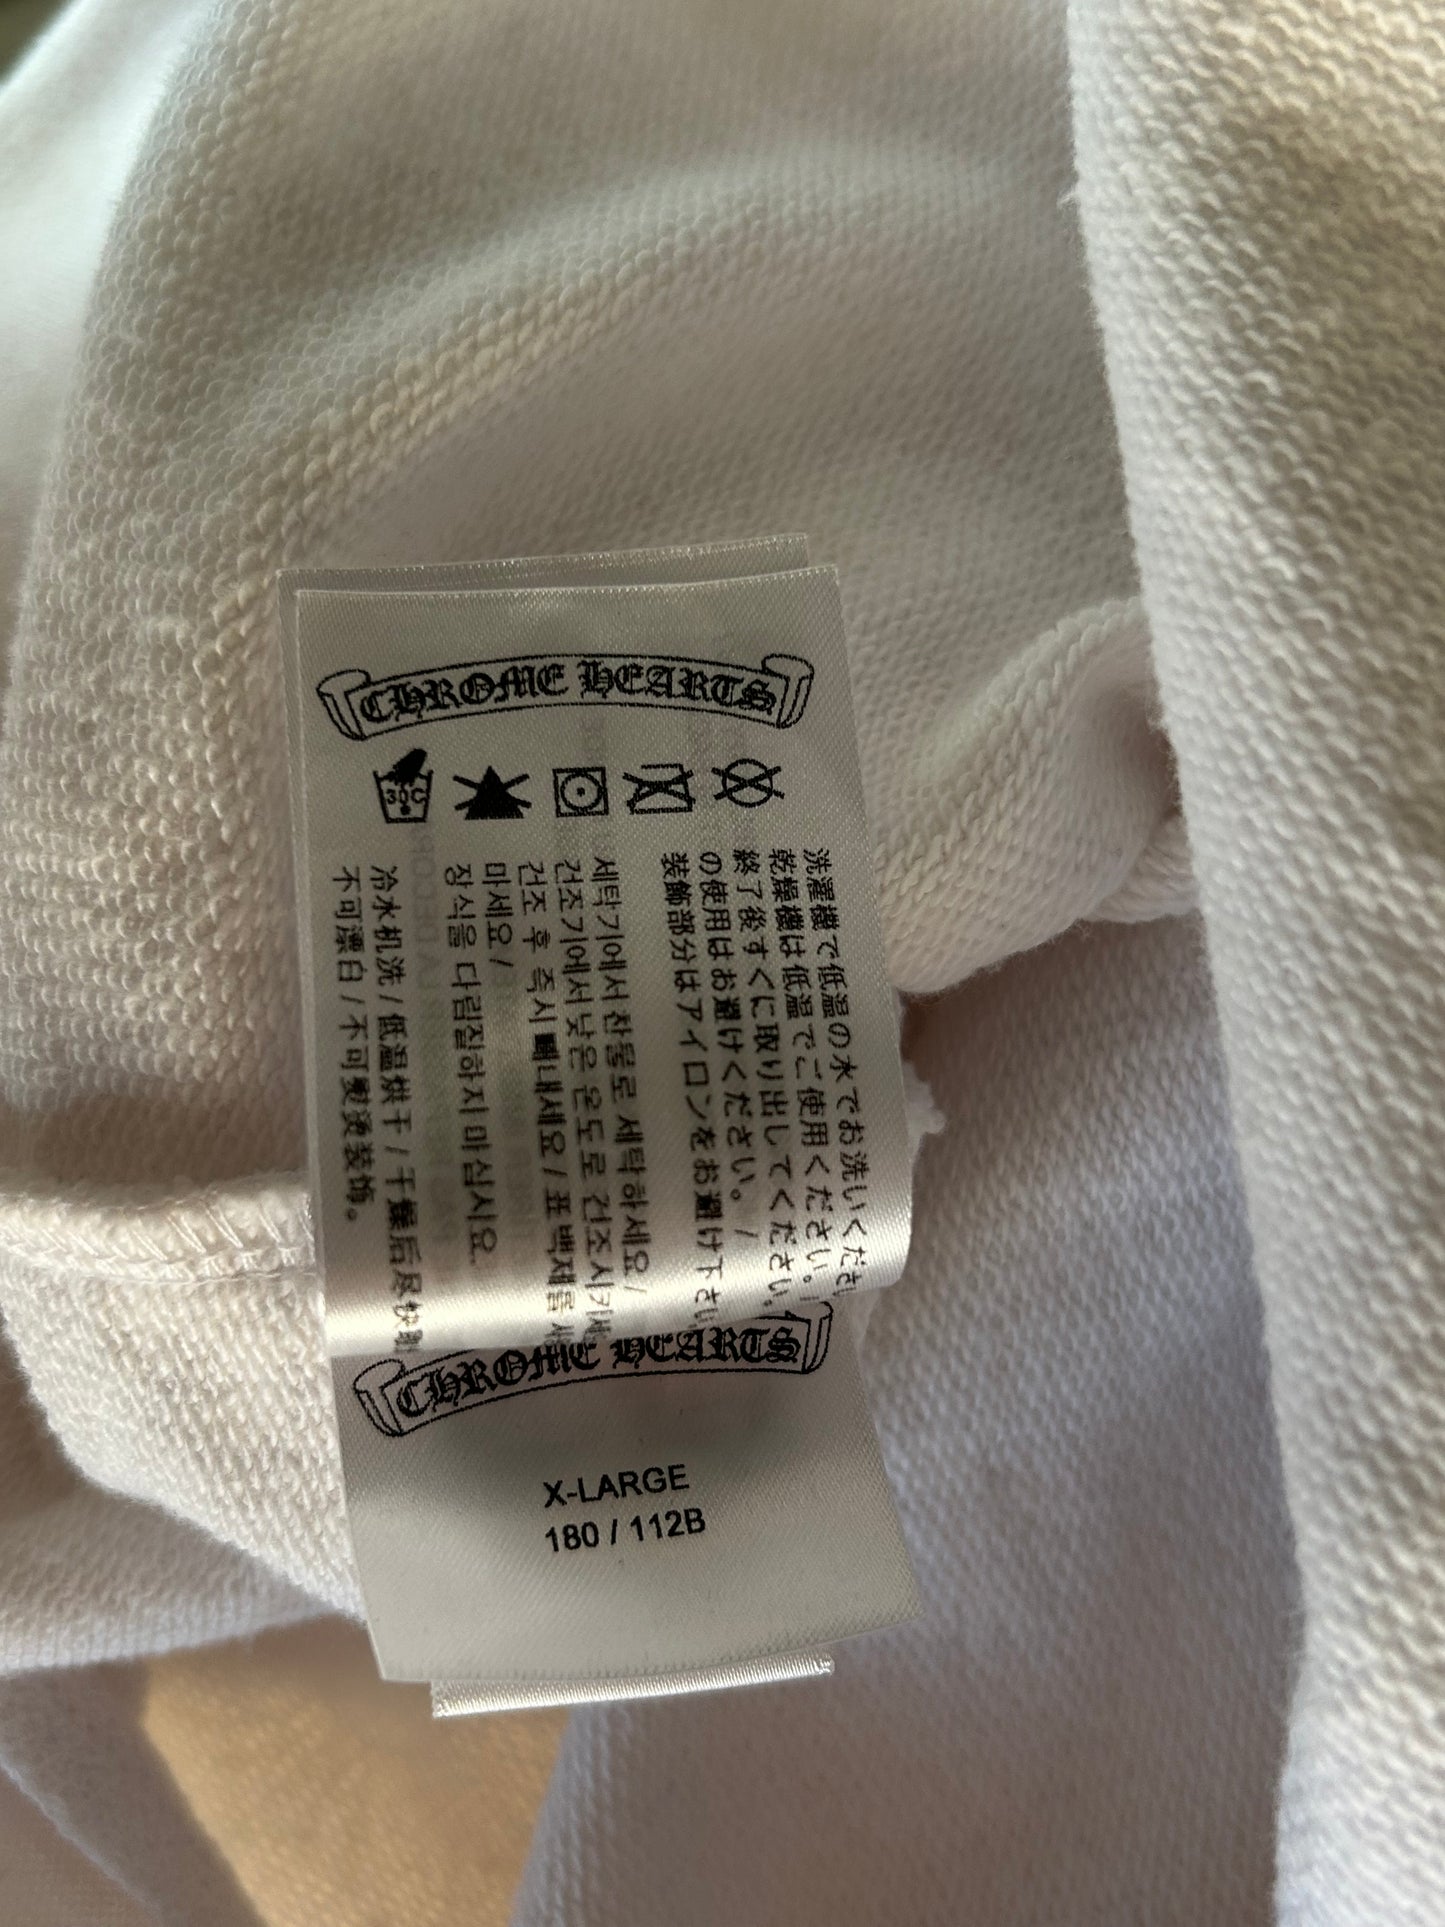 CHROME HEARTS
30°C
洗濯機で低温の水でお洗いください
乾燥機は低温でご使用ください。/
終了後すぐに取り出してください。
の使用はお避けください。/
装飾部分はアイロンをお避け下さい
세탁기에서 찬물로 세탁하세요/
건조기에서 낮은 온도로 건조시키세
건조 후 즉시 빼내세요 / 표백제를 사
마세요 /
장식을 다림질하지 마십시오.
冷水机洗 / 低温烘干 / 干燥后尽快
不可漂白 / 不可熨烫装饰。
CHROME HEARTS
X-LARGE
180 / 112B